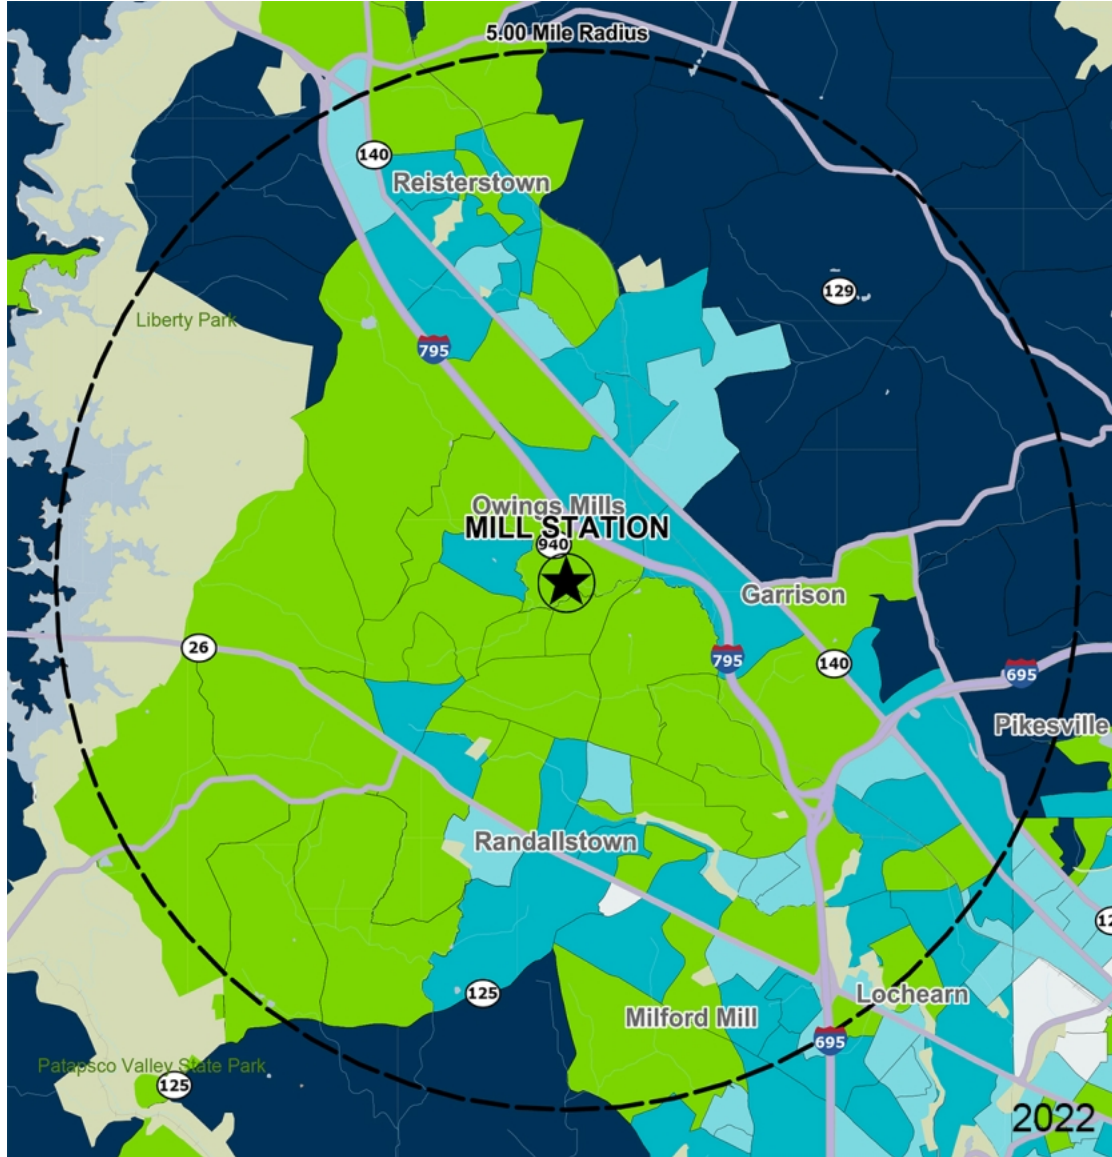 5.00 Mile Radius
140
Reisterstown
129
Liberty Park
795
Owings Mills
MILL STATION
940
Garrison
26
795
140
695
Pikesville
Randallstown
125
Lochearn
Milford Mill
695
Patapsco Valley State Park
125
2022